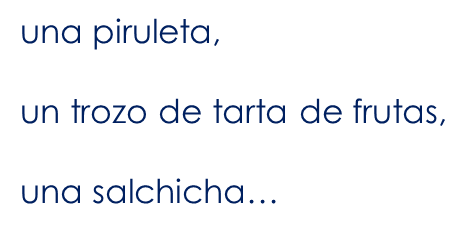 una piruleta,
un trozo de tarta de frutas,
una salchicha...